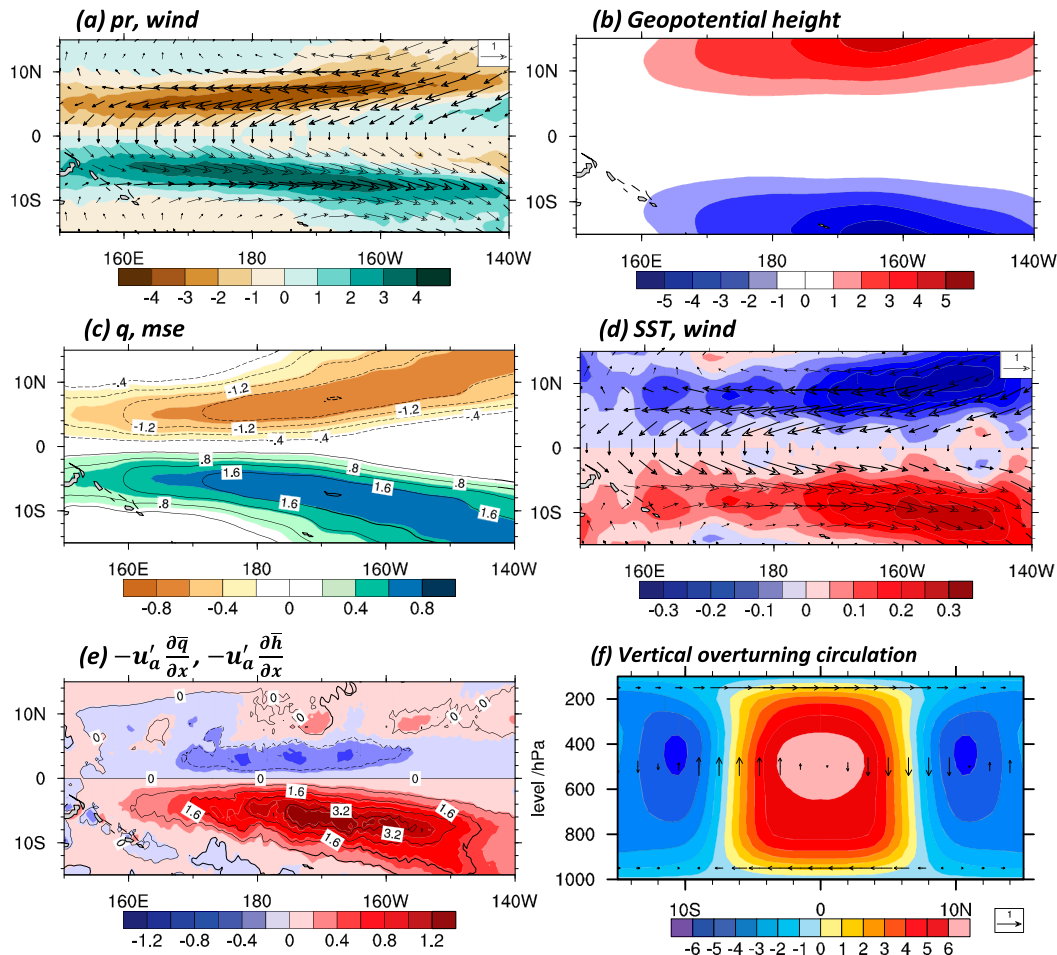 (a) pr, wind
1
10N
0
10S
160E 180 160W 140W
-4 -3 -2 -1 0 1 2 3 4
(b) Geopotential height
10N
0
10S
160E 180 160W 140W
-5 -4 -3 -2 -1 0 1 2 3 4 5
(c) q, mse
-.4
-1.2
-1.2 -1.2 -.4 -.4
.8 .8
1.6 1.6 .8
1.6 1.6
.8
10N
0
10S
160E 180 160W 140W
-0.8 -0.4 0 0.4 0.8
(d) SST, wind
1
10N
0
10S
160E 180 160W 140W
-0.3 -0.2 -0.1 0 0.1 0.2 0.3
(e) −u′ₐ ∂q̅/∂x, −u′ₐ ∂h̅/∂x
0 0 0
0 0 0
0 0 0
1.6 1.6
1.6 3.2
1.6 3.2
10N
0
10S
160E 180 160W 140W
-1.2 -0.8 -0.4 0 0.4 0.8 1.2
(f) Vertical overturning circulation
level /hPa
200
400
600
800
1000
10S 0 10N
1
-6 -5 -4 -3 -2 -1 0 1 2 3 4 5 6